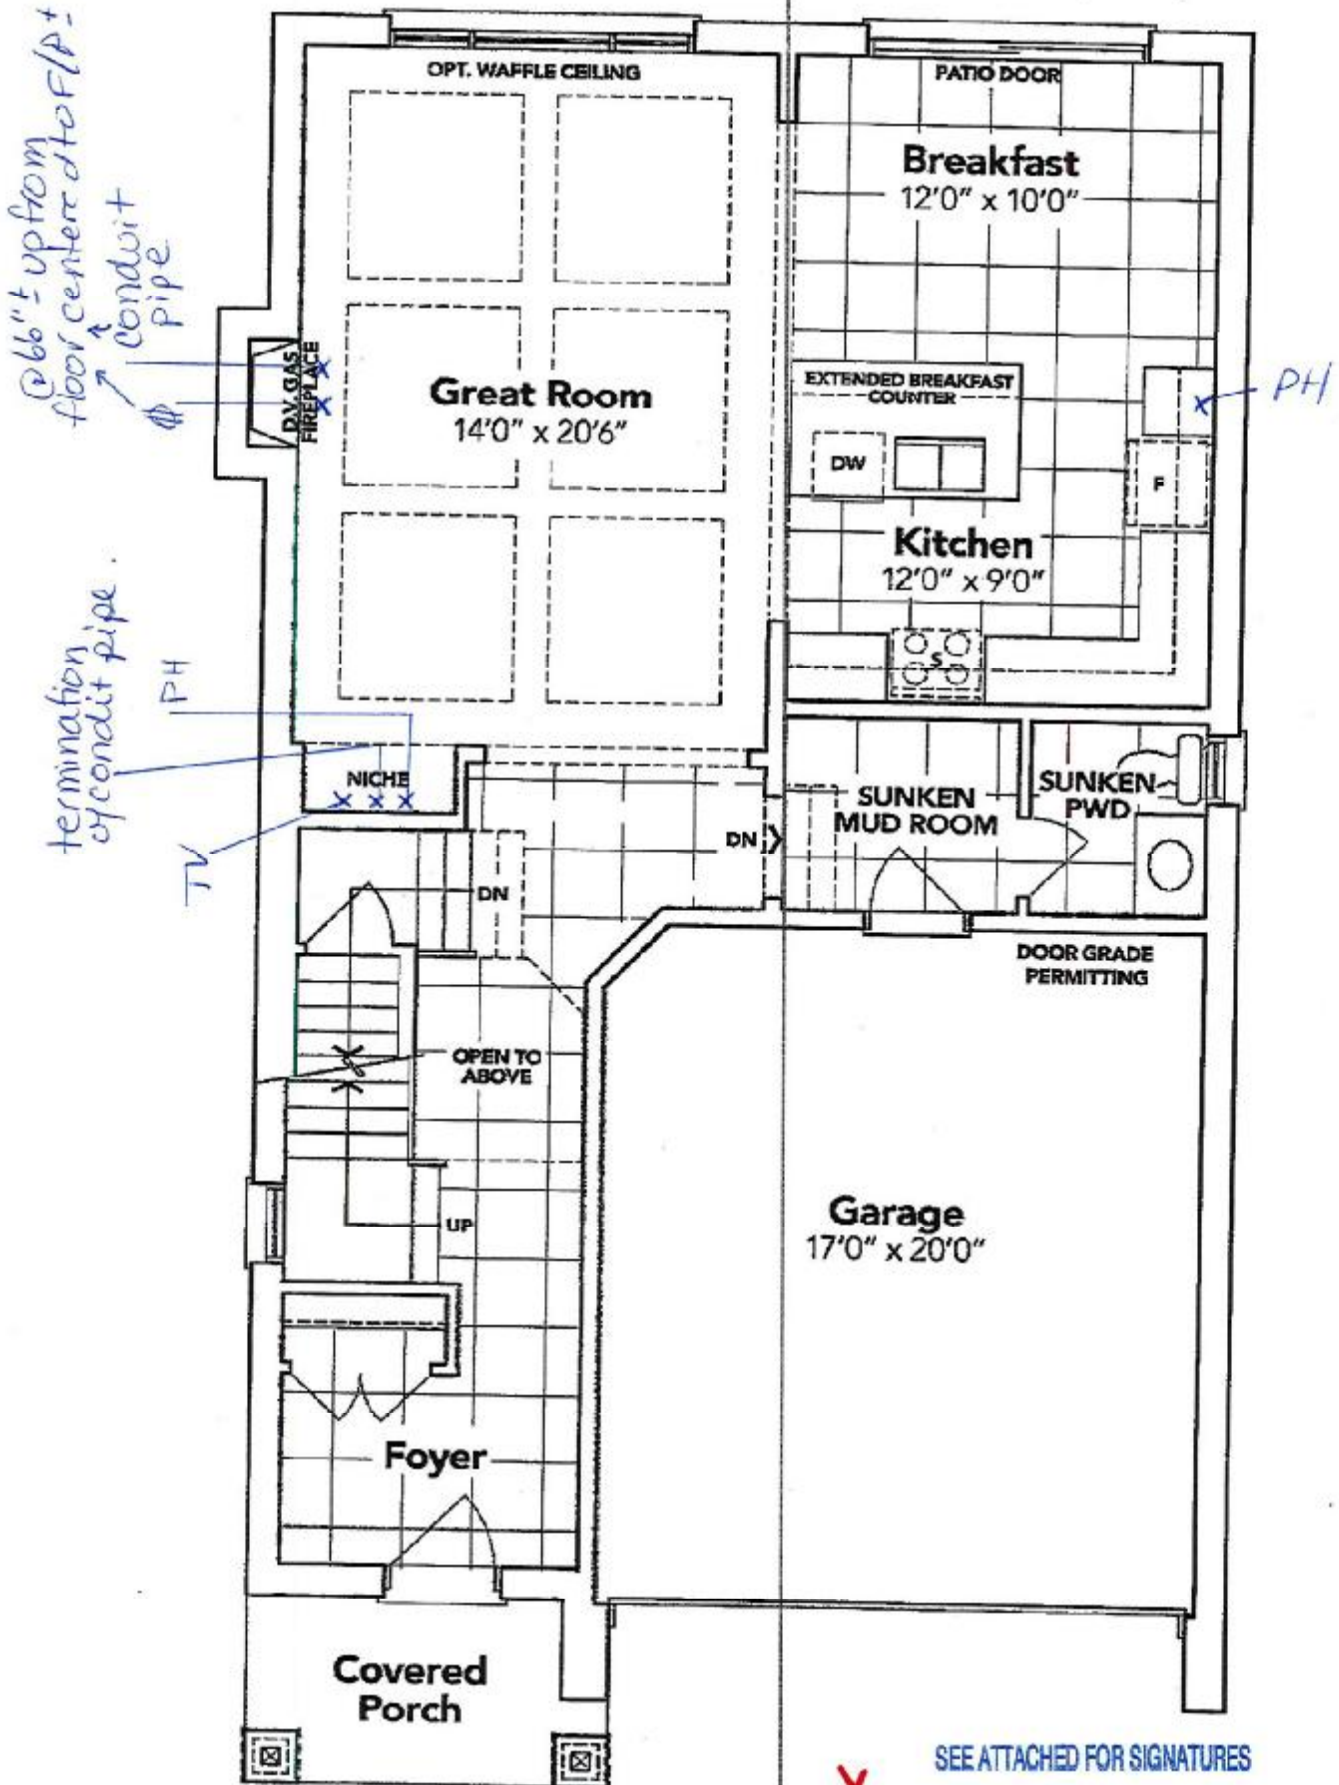 @66"± up from
floor centered to F/P ±
conduit
pipe
OPT. WAFFLE CEILING
PATIO DOOR
Breakfast
12'0" x 10'0"
D.V. GAS
FIREPLACE
Great Room
14'0" x 20'6"
EXTENDED BREAKFAST
COUNTER
PH
DW
F
Kitchen
12'0" x 9'0"
S
termination
of condit pipe.
PH
TV
NICHE
SUNKEN
MUD ROOM
SUNKEN
PWD
DN
DN
DOOR GRADE
PERMITTING
OPEN TO
ABOVE
UP
Garage
17'0" x 20'0"
Foyer
Covered
Porch
SEE ATTACHED FOR SIGNATURES